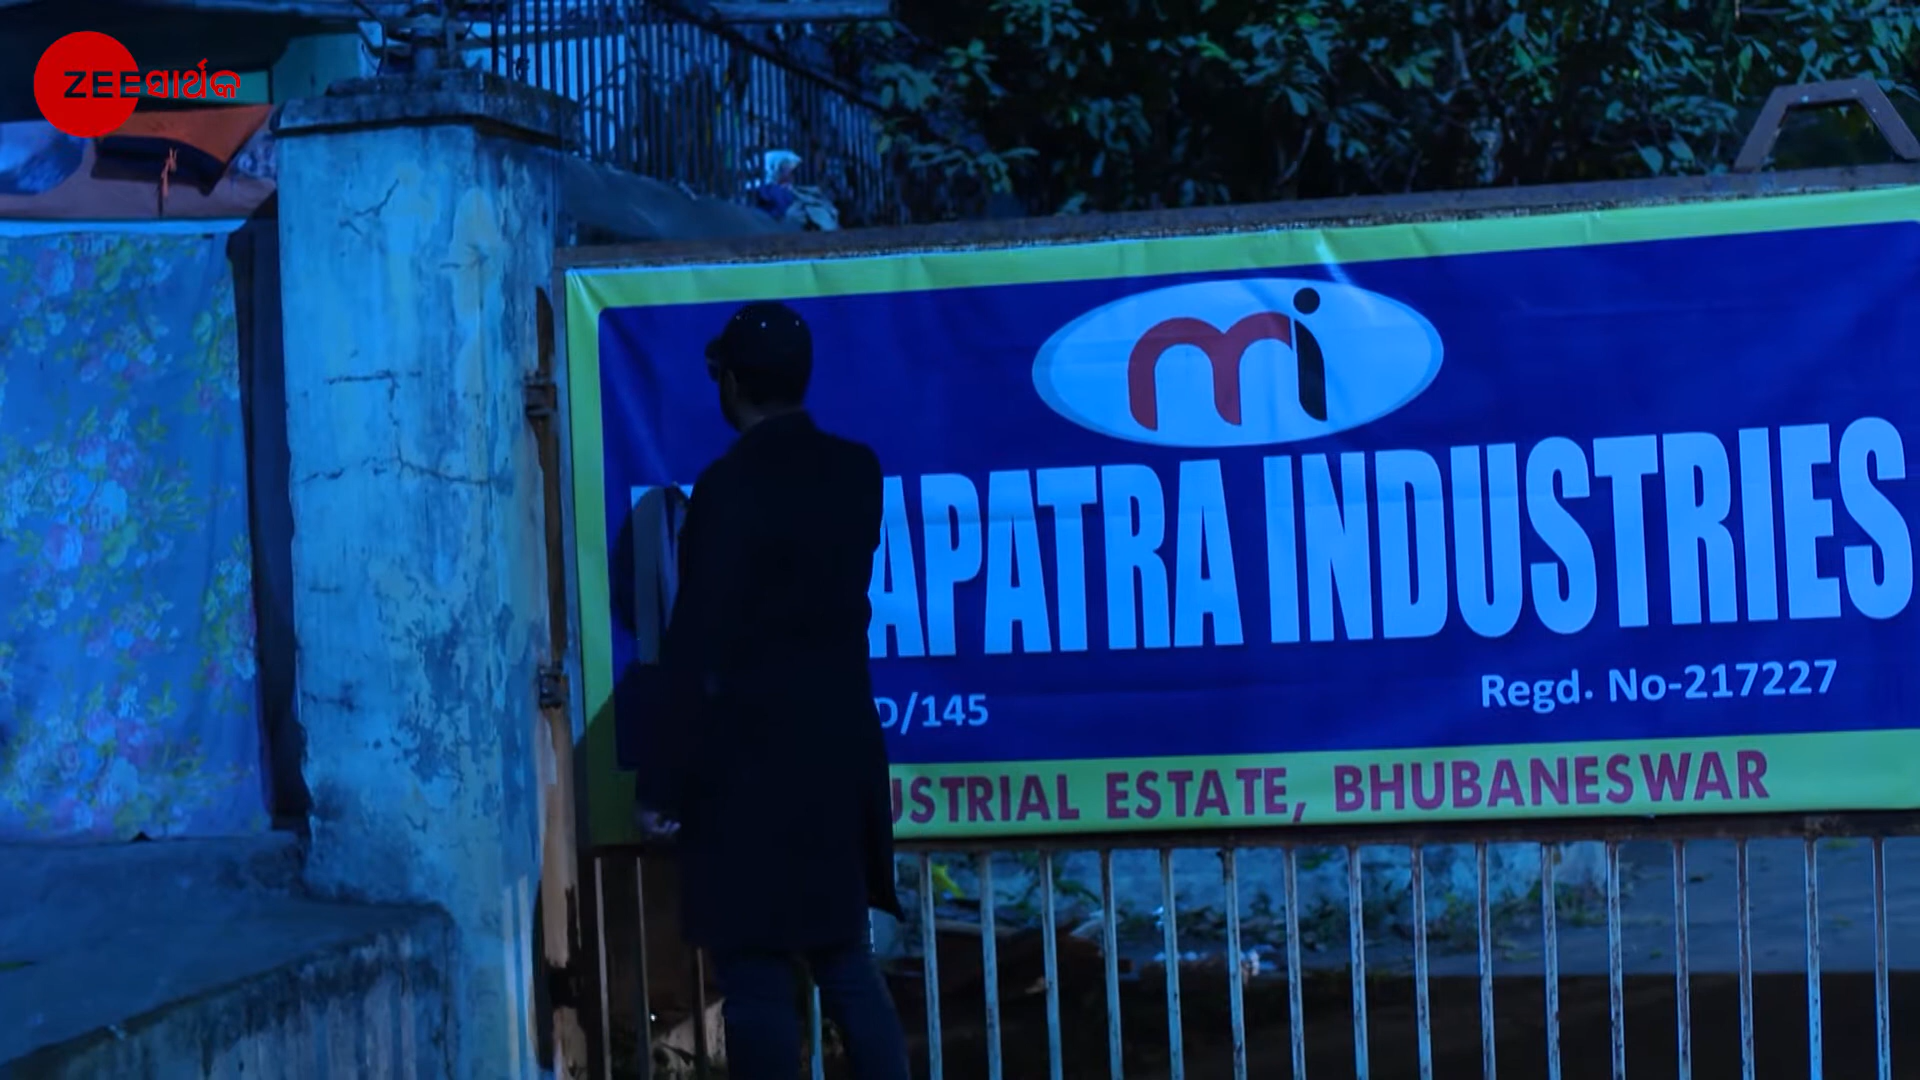 ZEE ସାର୍ଥକ
mi
APATRA INDUSTRIES
D/145
Regd. No-217227
USTRIAL ESTATE, BHUBANESWAR